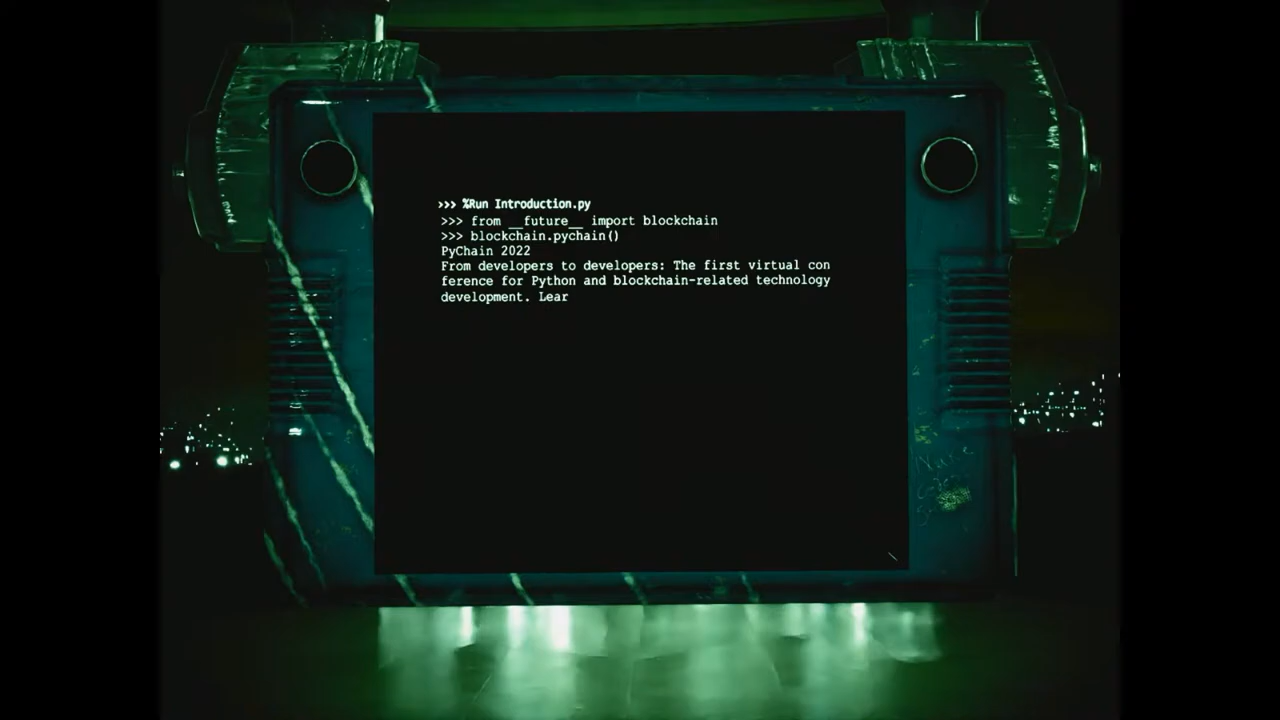 >>> %Run Introduction.py
>>> from __future__ import blockchain
>>> blockchain.pychain()
PyChain 2022
From developers to developers: The first virtual con
ference for Python and blockchain-related technology
development. Lear